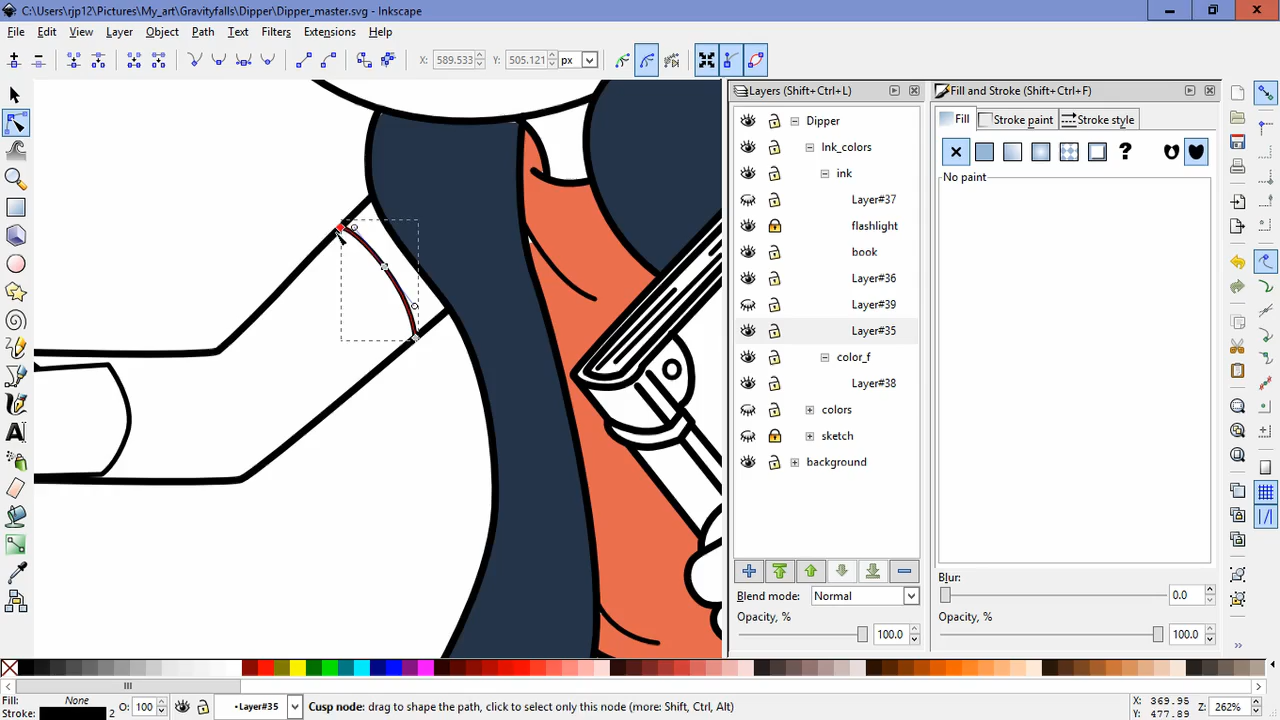 C:\Users\rjp12\Pictures\My_art\Gravityfalls\Dipper\Dipper_master.svg - Inkscape
File Edit View Layer Object Path Text Filters Extensions Help
X: 589.533 Y: 505.121 px
Layers (Shift+Ctrl+L)
Fill and Stroke (Shift+Ctrl+F)
Dipper
Ink_colors
ink
Layer#37
flashlight
book
Layer#36
Layer#39
Layer#35
color_f
Layer#38
colors
sketch
background
Blend mode: Normal
Opacity, %
100.0
Fill Stroke paint Stroke style
No paint
Blur:
0.0
Opacity, %
100.0
Fill: None
Stroke: 2
O: 100
•Layer#35
Cusp node: drag to shape the path, click to select only this node (more: Shift, Ctrl, Alt)
X: 369.95
Y: 477.89
Z: 262%